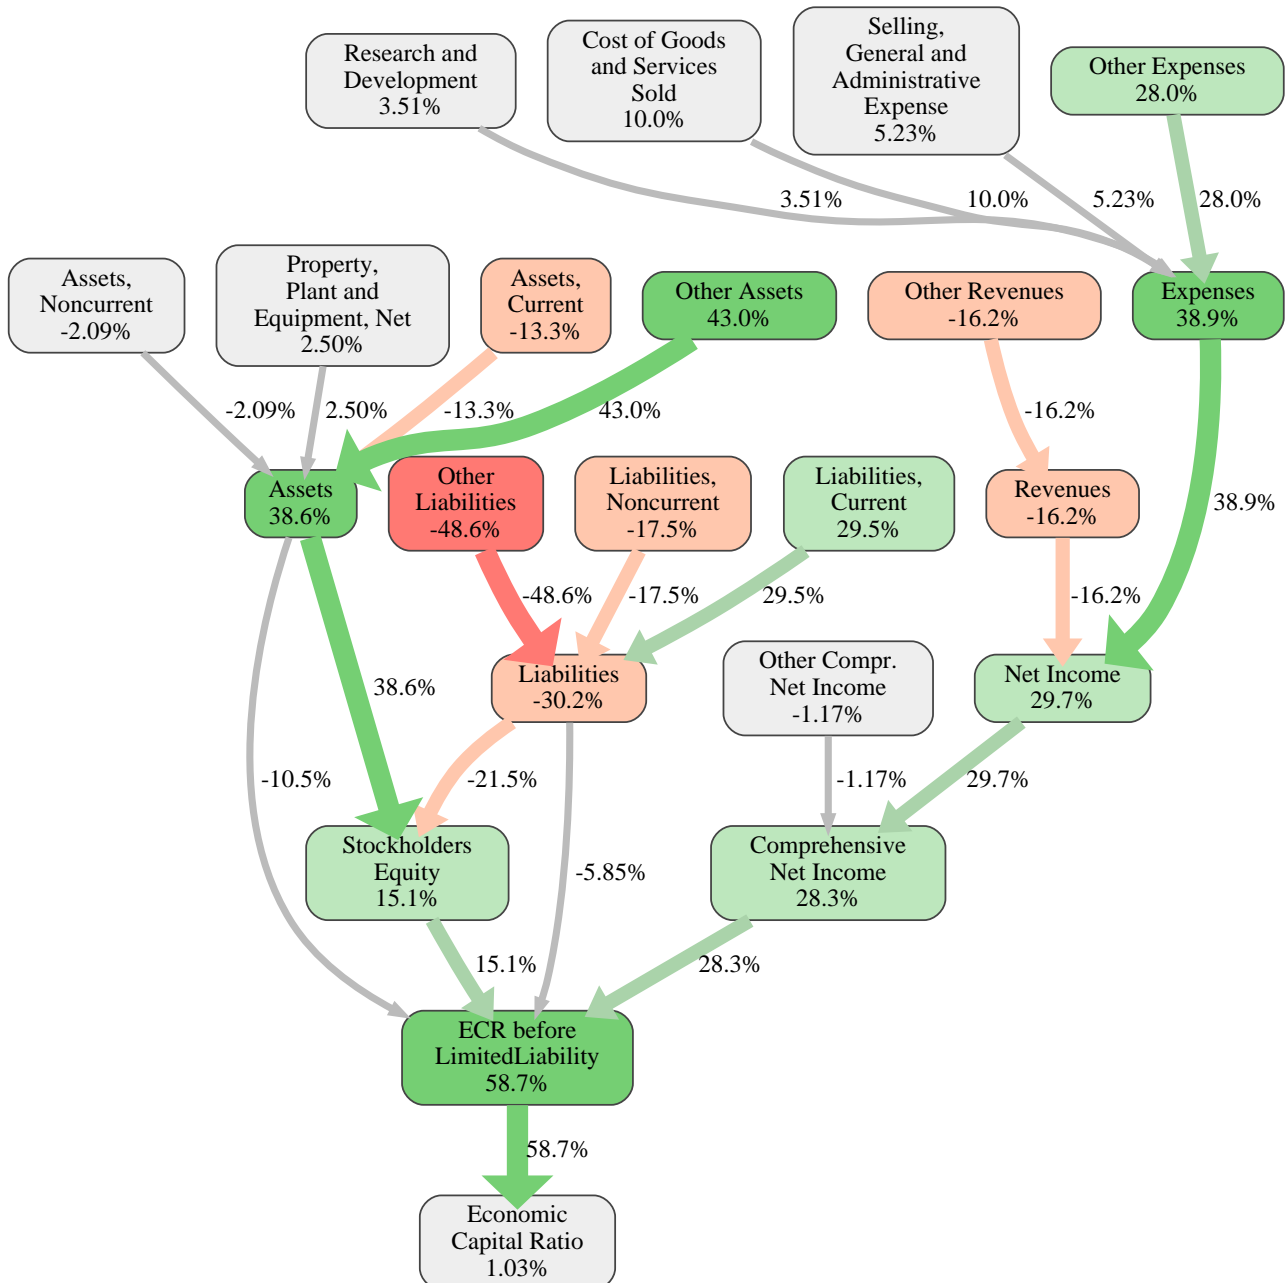 Research and
Development
3.51%
Cost of Goods
and Services
Sold
10.0%
Selling,
General and
Administrative
Expense
5.23%
Other Expenses
28.0%
3.51%
10.0%
5.23%
28.0%
Assets,
Noncurrent
-2.09%
Property,
Plant and
Equipment, Net
2.50%
Assets,
Current
-13.3%
Other Assets
43.0%
Other Revenues
-16.2%
Expenses
38.9%
-2.09%
2.50%
-13.3%
43.0%
-16.2%
38.9%
Assets
38.6%
Other
Liabilities
-48.6%
Liabilities,
Noncurrent
-17.5%
Liabilities,
Current
29.5%
Revenues
-16.2%
-48.6%
-17.5%
29.5%
-16.2%
38.6%
Liabilities
-30.2%
Other Compr.
Net Income
-1.17%
Net Income
29.7%
-10.5%
-21.5%
-1.17%
29.7%
Stockholders
Equity
15.1%
-5.85%
Comprehensive
Net Income
28.3%
15.1%
28.3%
ECR before
LimitedLiability
58.7%
58.7%
Economic
Capital Ratio
1.03%